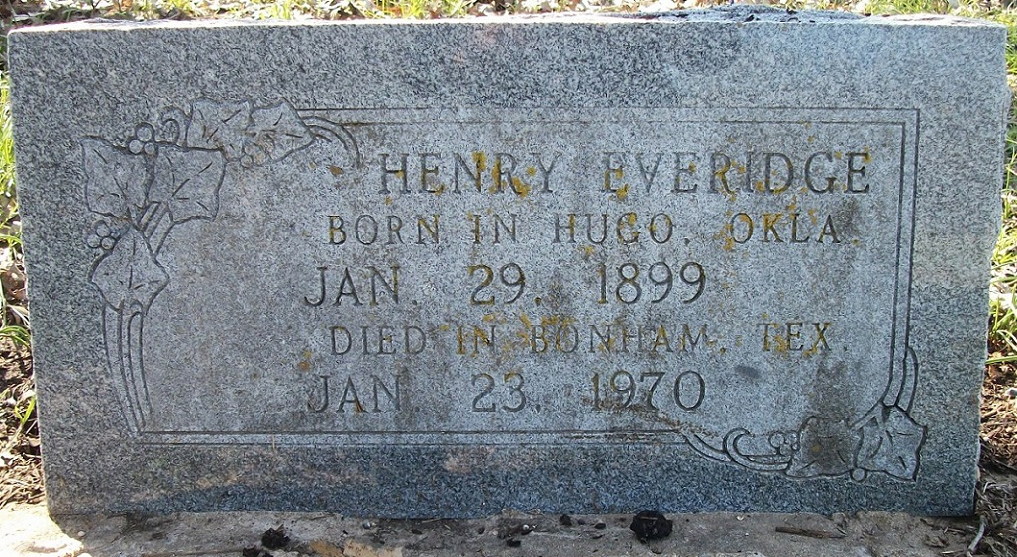 HENRY EVERIDGE
BORN IN HUGO, OKLA.
JAN. 29, 1899
DIED IN BONHAM, TEX.
JAN. 23, 1970